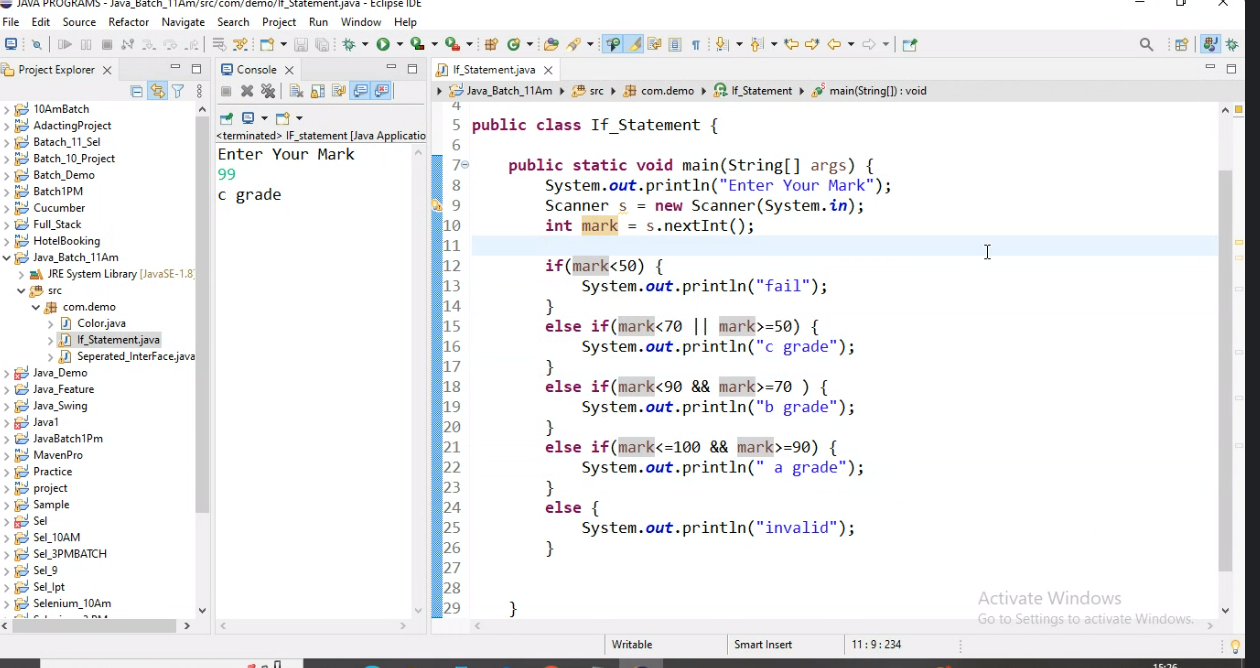 JAVA PROGRAMS - Java_Batch_11Am/src/com/demo/If_Statement.java - Eclipse IDE
File Edit Source Refactor Navigate Search Project Run Window Help
Project Explorer
10AmBatch
AdactingProject
Batach_11_Sel
Batch_10_Project
Batch_Demo
Batch1PM
Cucumber
Full_Stack
HotelBooking
Java_Batch_11Am
JRE System Library [JavaSE-1.8]
src
com.demo
Color.java
If_Statement.java
Seperated_InterFace.java
Java_Demo
Java_Feature
Java_Swing
Java1
JavaBatch1Pm
MavenPro
Practice
project
Sample
Sel
Sel_10AM
Sel_3PMBATCH
Sel_9
Sel_Ipt
Selenium_10Am
Console
<terminated> IF_statement [Java Applicatio
Enter Your Mark
99
c grade
If_Statement.java
Java_Batch_11Am src com.demo If_Statement main(String[]) : void
4
5 public class If_Statement {
6
7 public static void main(String[] args) {
8 System.out.println("Enter Your Mark");
9 Scanner s = new Scanner(System.in);
10 int mark = s.nextInt();
11
12 if(mark<50) {
13 System.out.println("fail");
14 }
15 else if(mark<70 || mark>=50) {
16 System.out.println("c grade");
17 }
18 else if(mark<90 && mark>=70 ) {
19 System.out.println("b grade");
20 }
21 else if(mark<=100 && mark>=90) {
22 System.out.println(" a grade");
23 }
24 else {
25 System.out.println("invalid");
26 }
27
28
29 }
Activate Windows
Go to Settings to activate Windows.
Writable Smart Insert 11 : 9 : 234
15:26